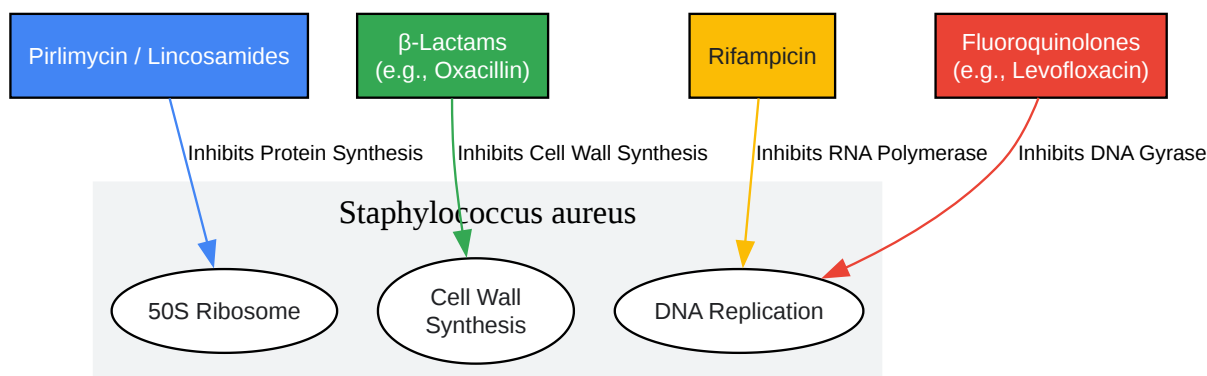 Pirlimycin / Lincosamides
β-Lactams
(e.g., Oxacillin)
Rifampicin
Fluoroquinolones
(e.g., Levofloxacin)
Inhibits Protein Synthesis
Inhibits Cell Wall Synthesis
Inhibits RNA Polymerase
Inhibits DNA Gyrase
Staphylococcus aureus
50S Ribosome
Cell Wall
Synthesis
DNA Replication